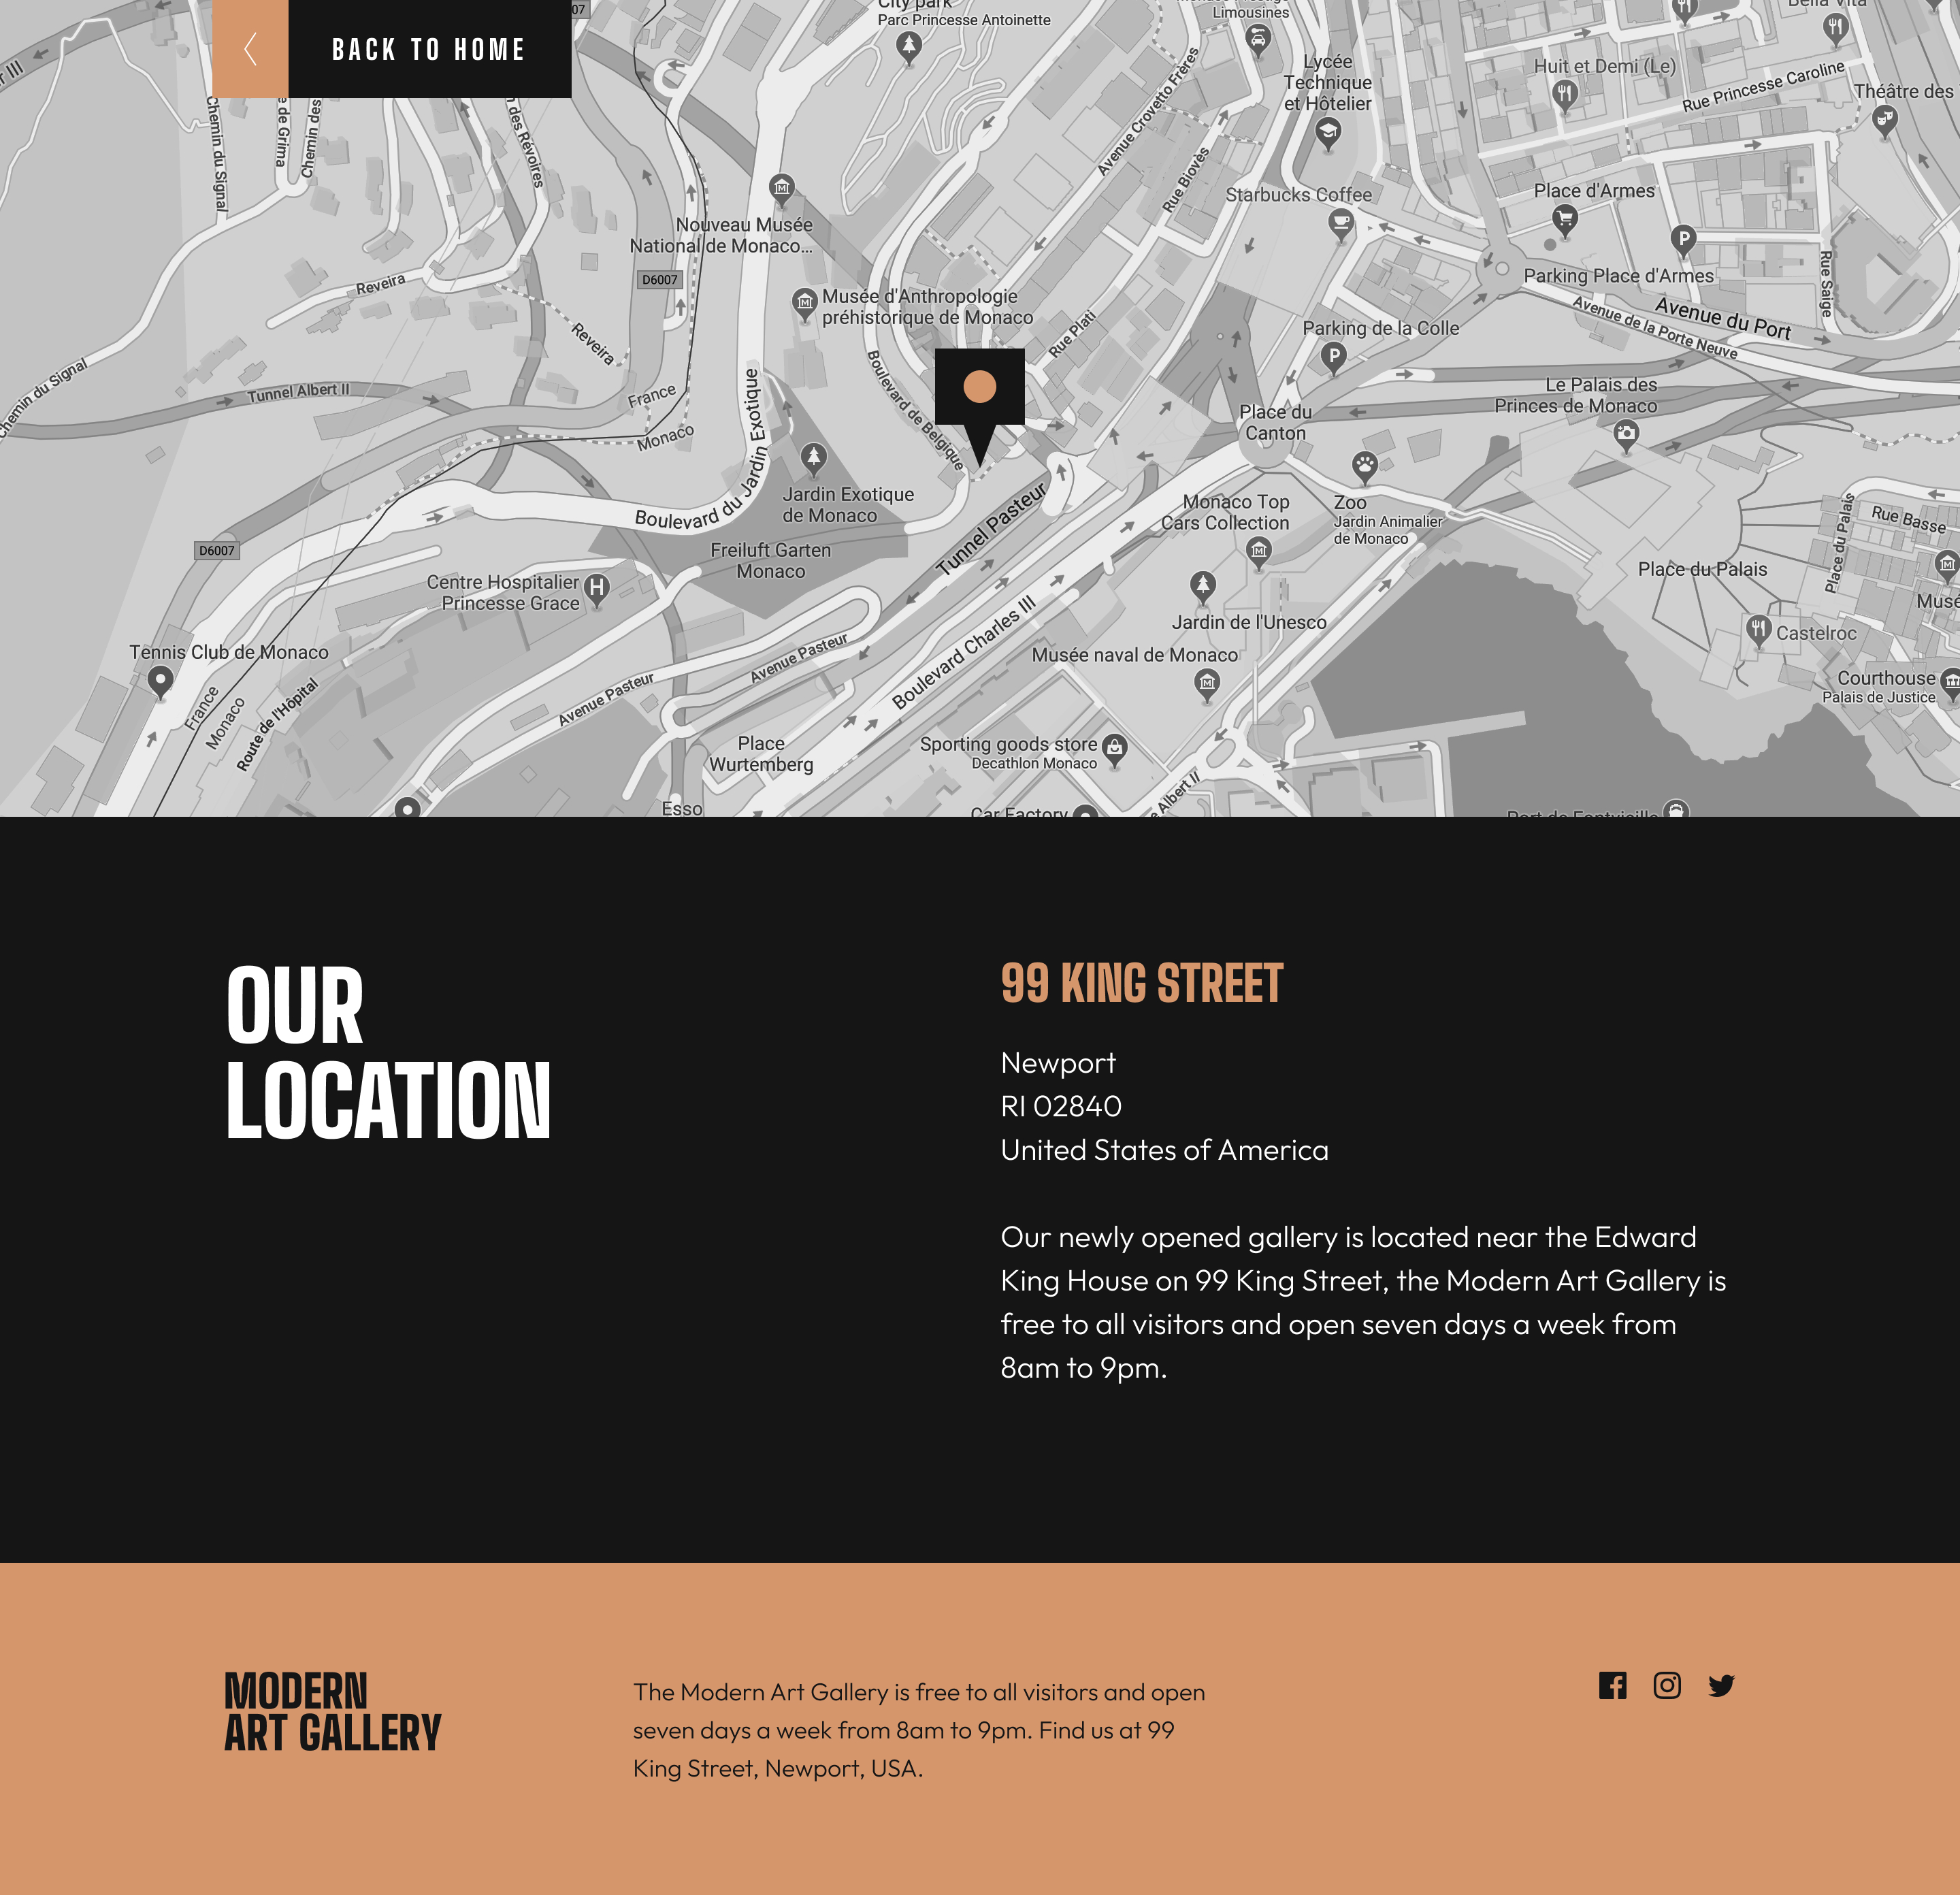 City park
Parc Princesse Antoinette
Limousines
07
BACK TO HOME
Lycée
Technique
et Hôtelier
Huit et Demi (Le)
Rue Princesse Caroline
Théâtre des
Bella Vita
r III
Chemin du Signal
e de Grima
Chemin des
n des Révoires
Avenue Crovetto Frères
Rue Biovès
Starbucks Coffee
Place d'Armes
Nouveau Musée
National de Monaco...
D6007
Reveira
Reveira
Musée d'Anthropologie
préhistorique de Monaco
Rue Plati
Parking Place d'Armes
Rue Saige
Avenue du Port
Avenue de la Porte Neuve
Parking de la Colle
Chemin du Signal
Tunnel Albert II
France
Monaco
Boulevard du Jardin Exotique
Boulevard de Belgique
Le Palais des
Princes de Monaco
Place du
Canton
Jardin Exotique
de Monaco
Tunnel Pasteur
Monaco Top
Cars Collection
Zoo
Jardin Animalier
de Monaco
Place du Palais
Rue Basse
D6007
Freiluft Garten
Monaco
Centre Hospitalier
Princesse Grace
Place du Palais
Musé
Jardin de l'Unesco
Castelroc
Tennis Club de Monaco
Avenue Pasteur
Boulevard Charles III
Musée naval de Monaco
Courthouse
Palais de Justice
France
Monaco
Route de l'Hôpital
Avenue Pasteur
Place
Wurtemberg
Sporting goods store
Decathlon Monaco
Esso
Car Factory
e Albert II
Port de Fontvieille
OUR
LOCATION
99 KING STREET
Newport
RI 02840
United States of America
Our newly opened gallery is located near the Edward
King House on 99 King Street, the Modern Art Gallery is
free to all visitors and open seven days a week from
8am to 9pm.
MODERN
ART GALLERY
The Modern Art Gallery is free to all visitors and open
seven days a week from 8am to 9pm. Find us at 99
King Street, Newport, USA.